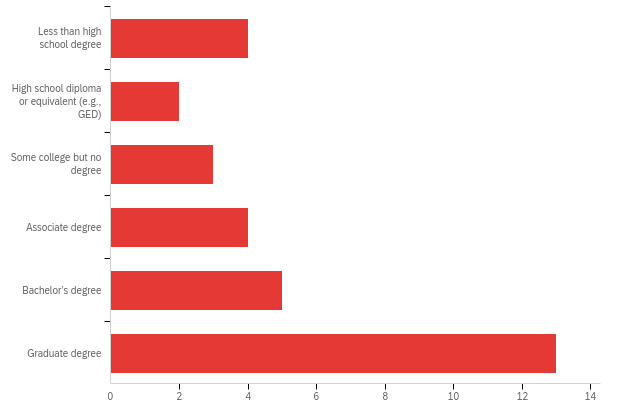 Less than high
school degree
High school diploma
or equivalent (e.g.,
GED)
Some college but no
degree
Associate degree
Bachelor's degree
Graduate degree
0 2 4 6 8 10 12 14